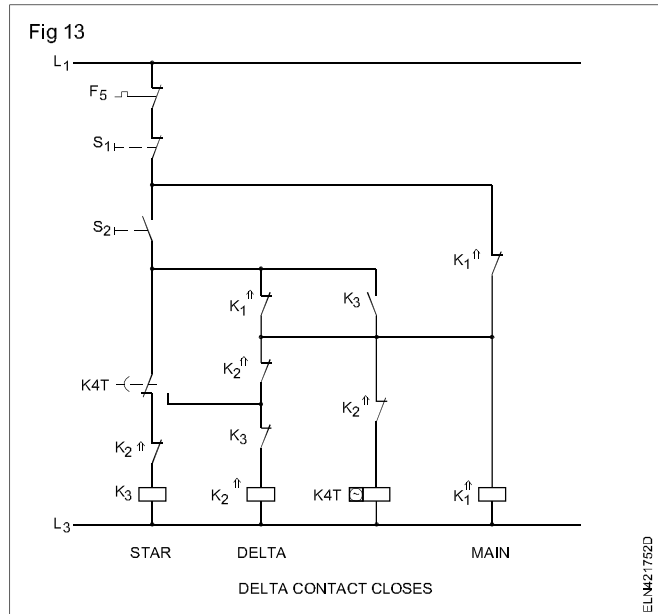 Fig 13
L1
F5
S1
S2
K1⇑
K1⇑
K3
K2⇑
K4T
K2⇑
K2⇑
K3
K3
K2⇑
K4T
~
K1⇑
L3
STAR
DELTA
MAIN
DELTA CONTACT CLOSES
ELN421752D